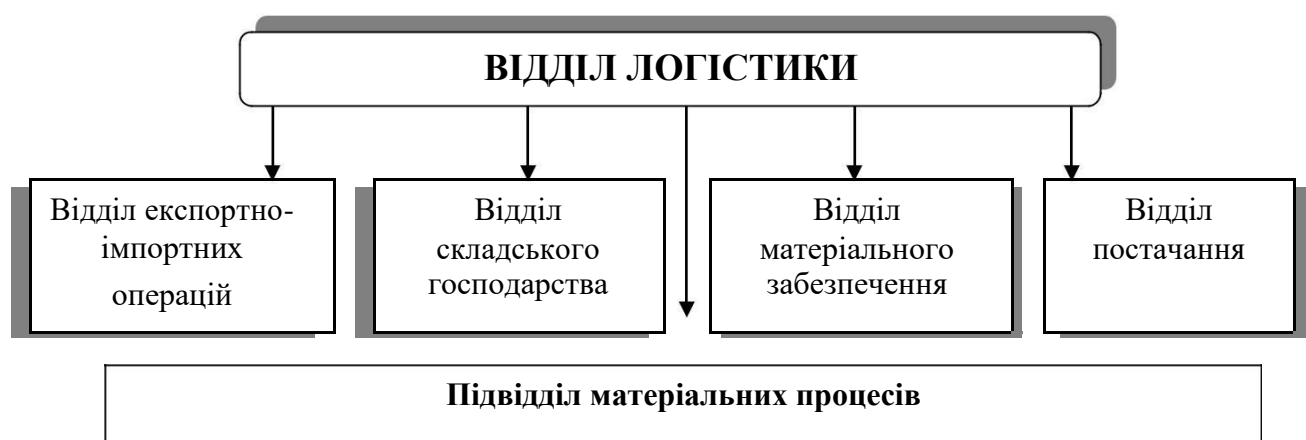 ВІДДІЛ ЛОГІСТИКИ
Відділ експортно-
імпортних
операцій
Відділ
складського
господарства
Відділ
матеріального
забезпечення
Відділ
постачання
Підвідділ матеріальних процесів